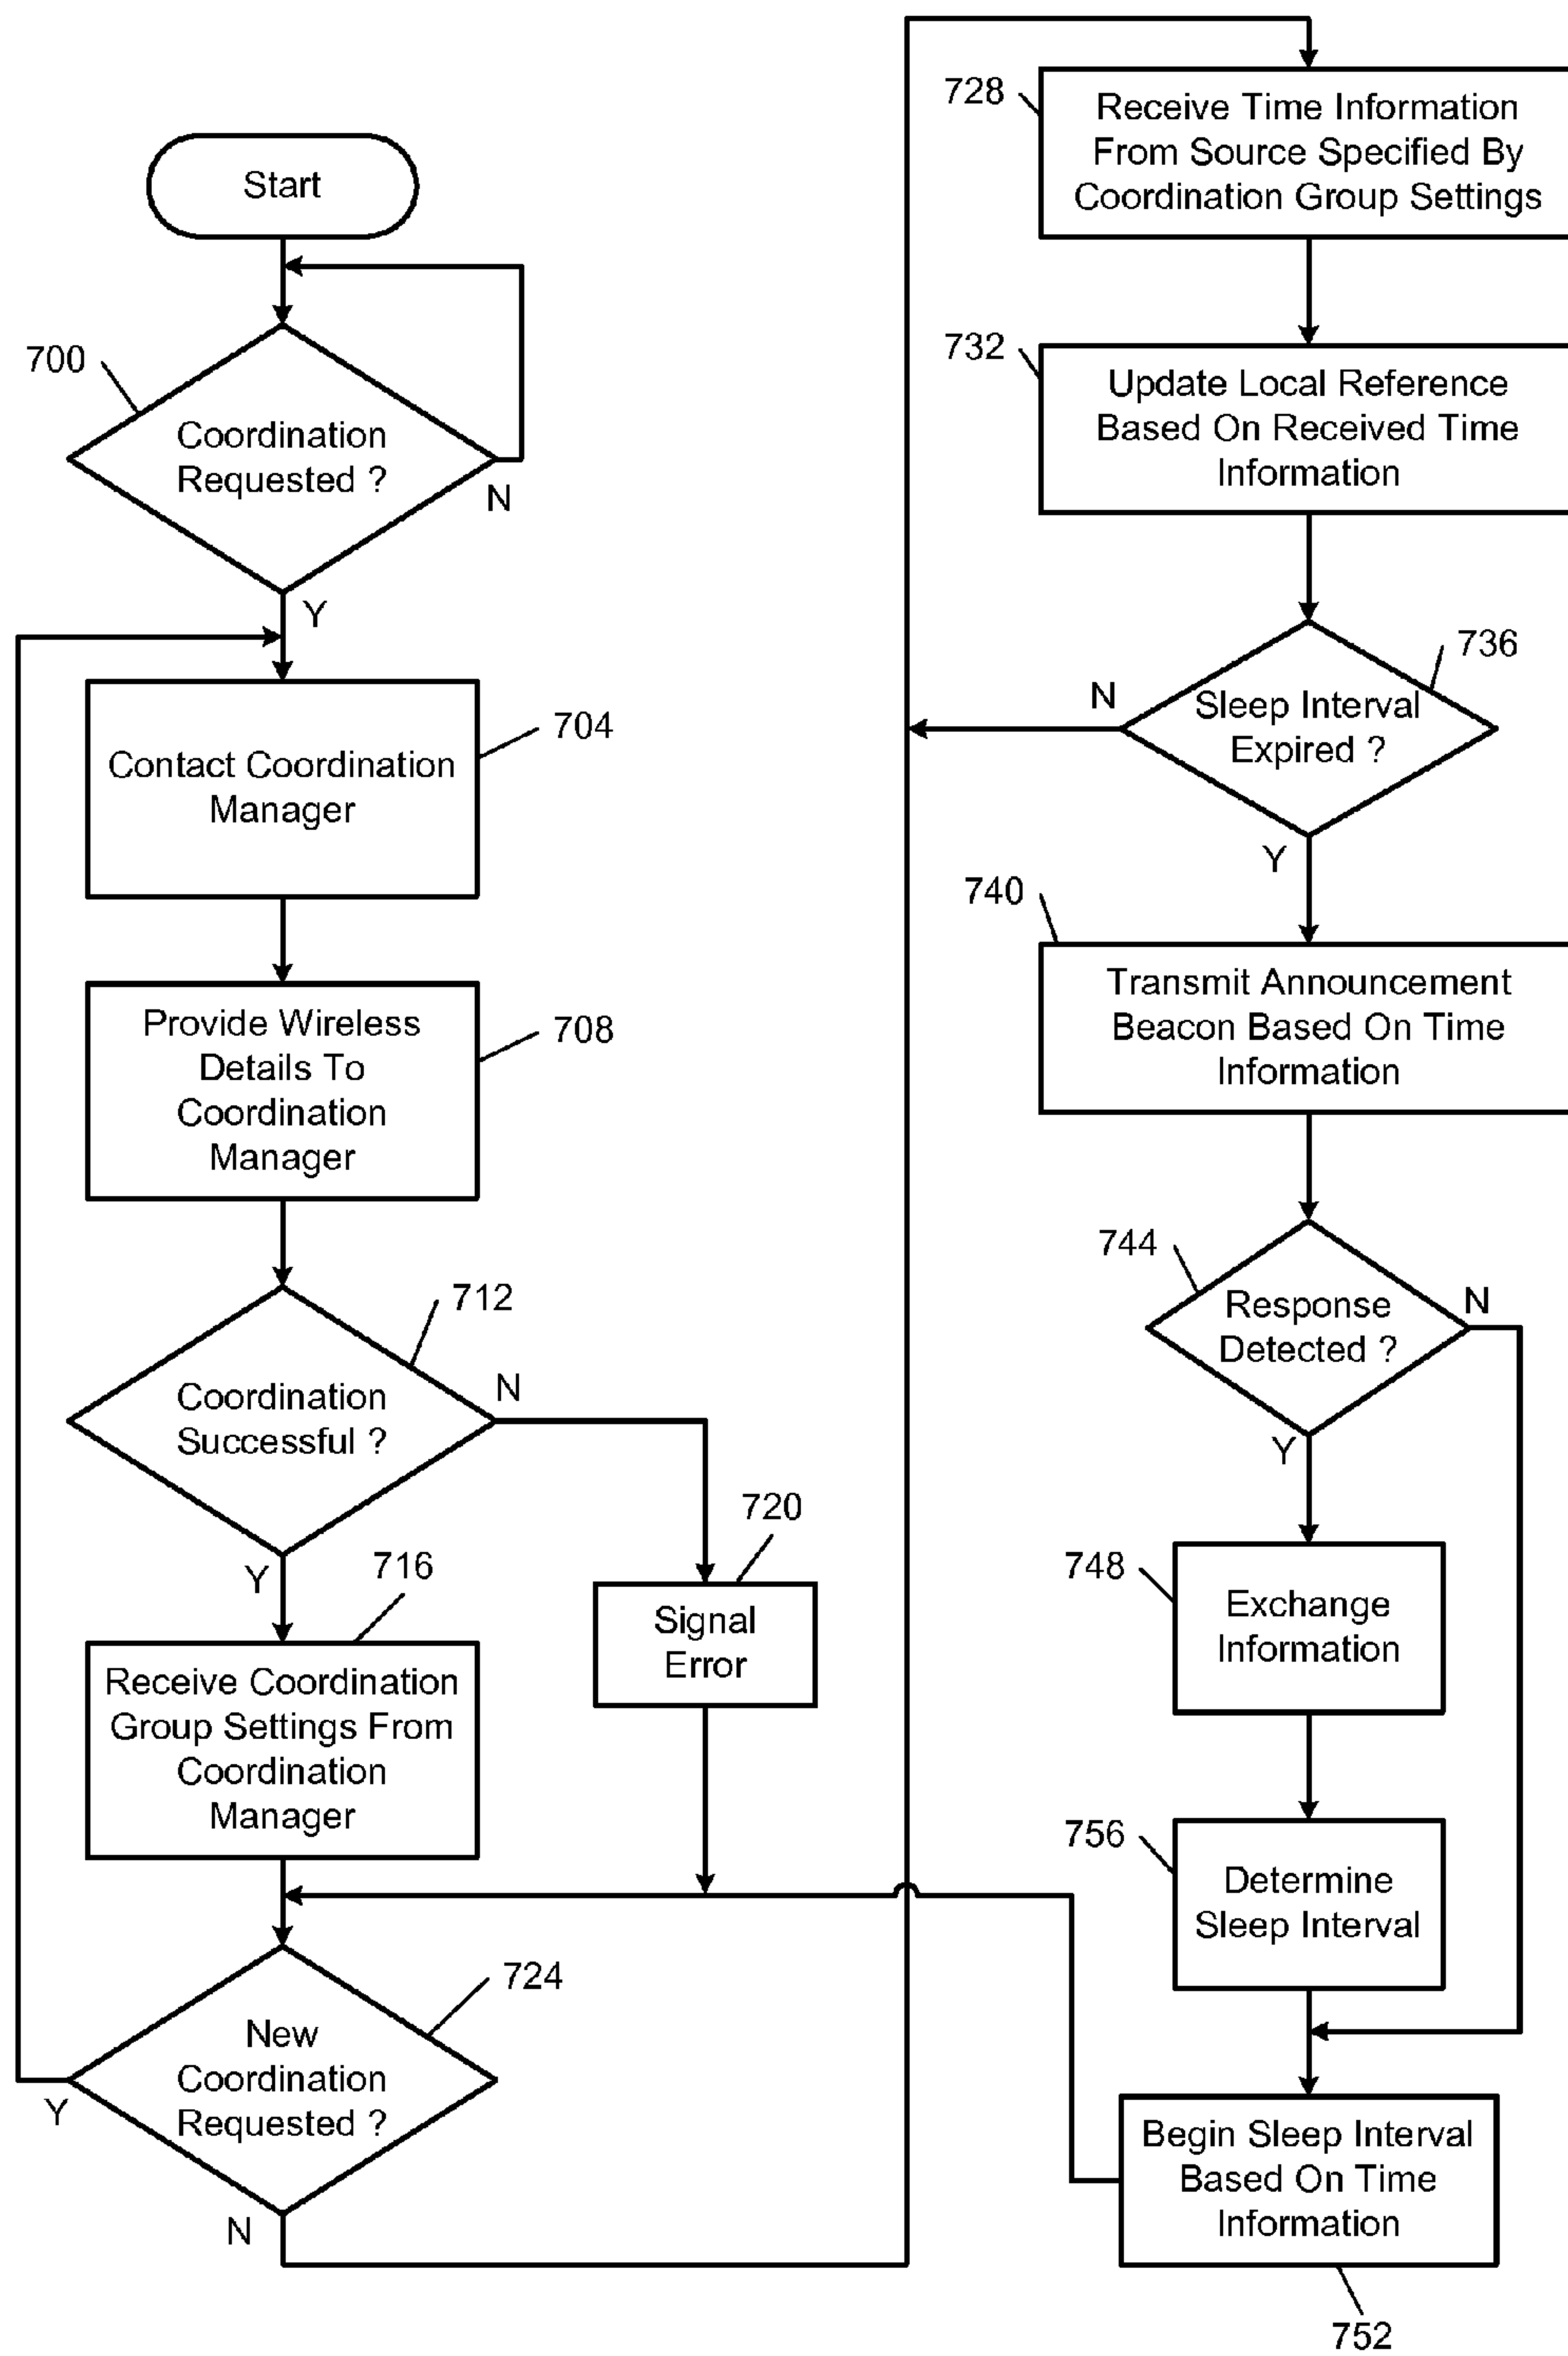 Start
700
Coordination
Requested ?
N
Y
704
Contact Coordination
Manager
Provide Wireless
Details To
Coordination
Manager
708
712
Coordination
Successful ?
N
Y
716
720
Signal
Error
Receive Coordination
Group Settings From
Coordination
Manager
724
New
Coordination
Requested ?
Y
N
728
Receive Time Information
From Source Specified By
Coordination Group Settings
732
Update Local Reference
Based On Received Time
Information
736
N
Sleep Interval
Expired ?
Y
740
Transmit Announcement
Beacon Based On Time
Information
744
N
Response
Detected ?
Y
748
Exchange
Information
756
Determine
Sleep Interval
Begin Sleep Interval
Based On Time
Information
752